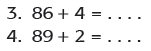 3. 86 + 4 = . . . .
4. 89 + 2 = . . . .